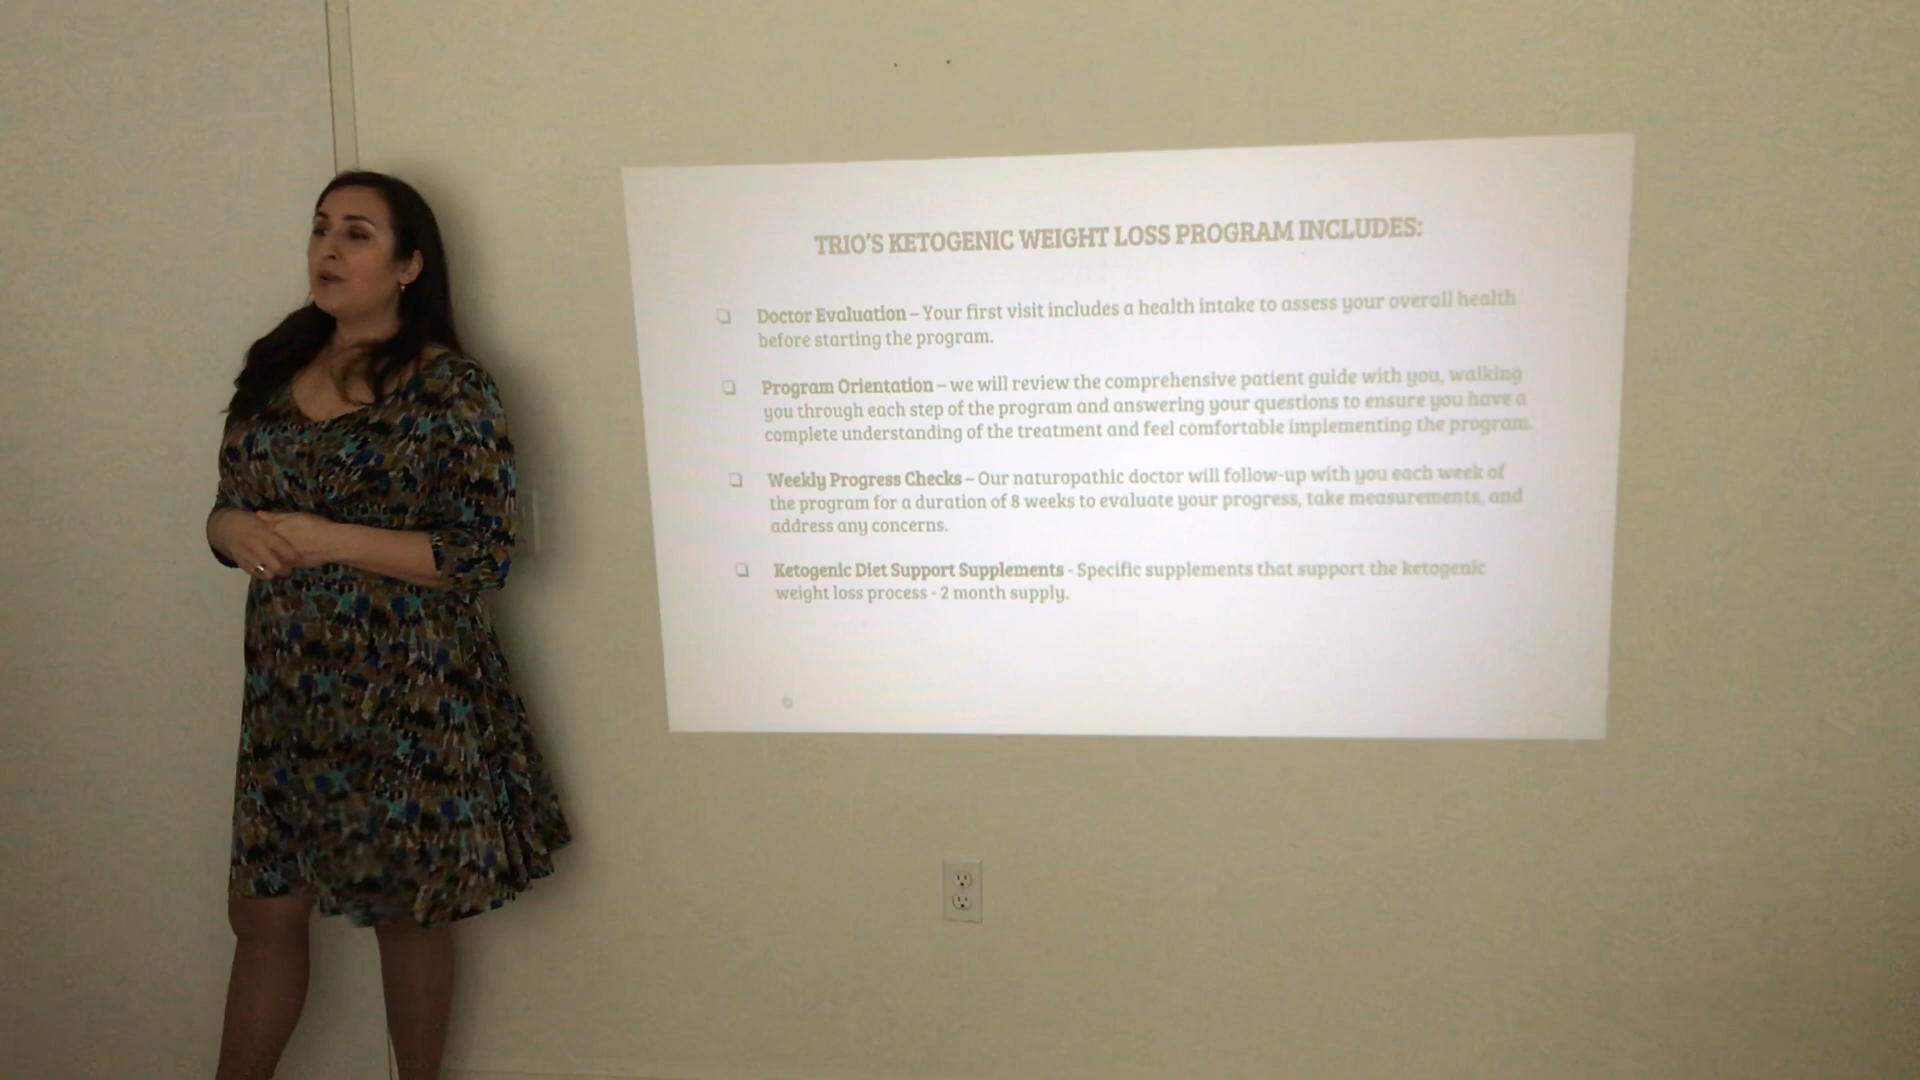 TRIO'S KETOGENIC WEIGHT LOSS PROGRAM INCLUDES:
❏ Doctor Evaluation – Your first visit includes a health intake to assess your overall health
before starting the program.
❏ Program Orientation – we will review the comprehensive patient guide with you, walking
you through each step of the program and answering your questions to ensure you have a
complete understanding of the treatment and feel comfortable implementing the program.
❏ Weekly Progress Checks – Our naturopathic doctor will follow-up with you each week of
the program for a duration of 8 weeks to evaluate your progress, take measurements, and
address any concerns.
❏ Ketogenic Diet Support Supplements - Specific supplements that support the ketogenic
weight loss process - 2 month supply.